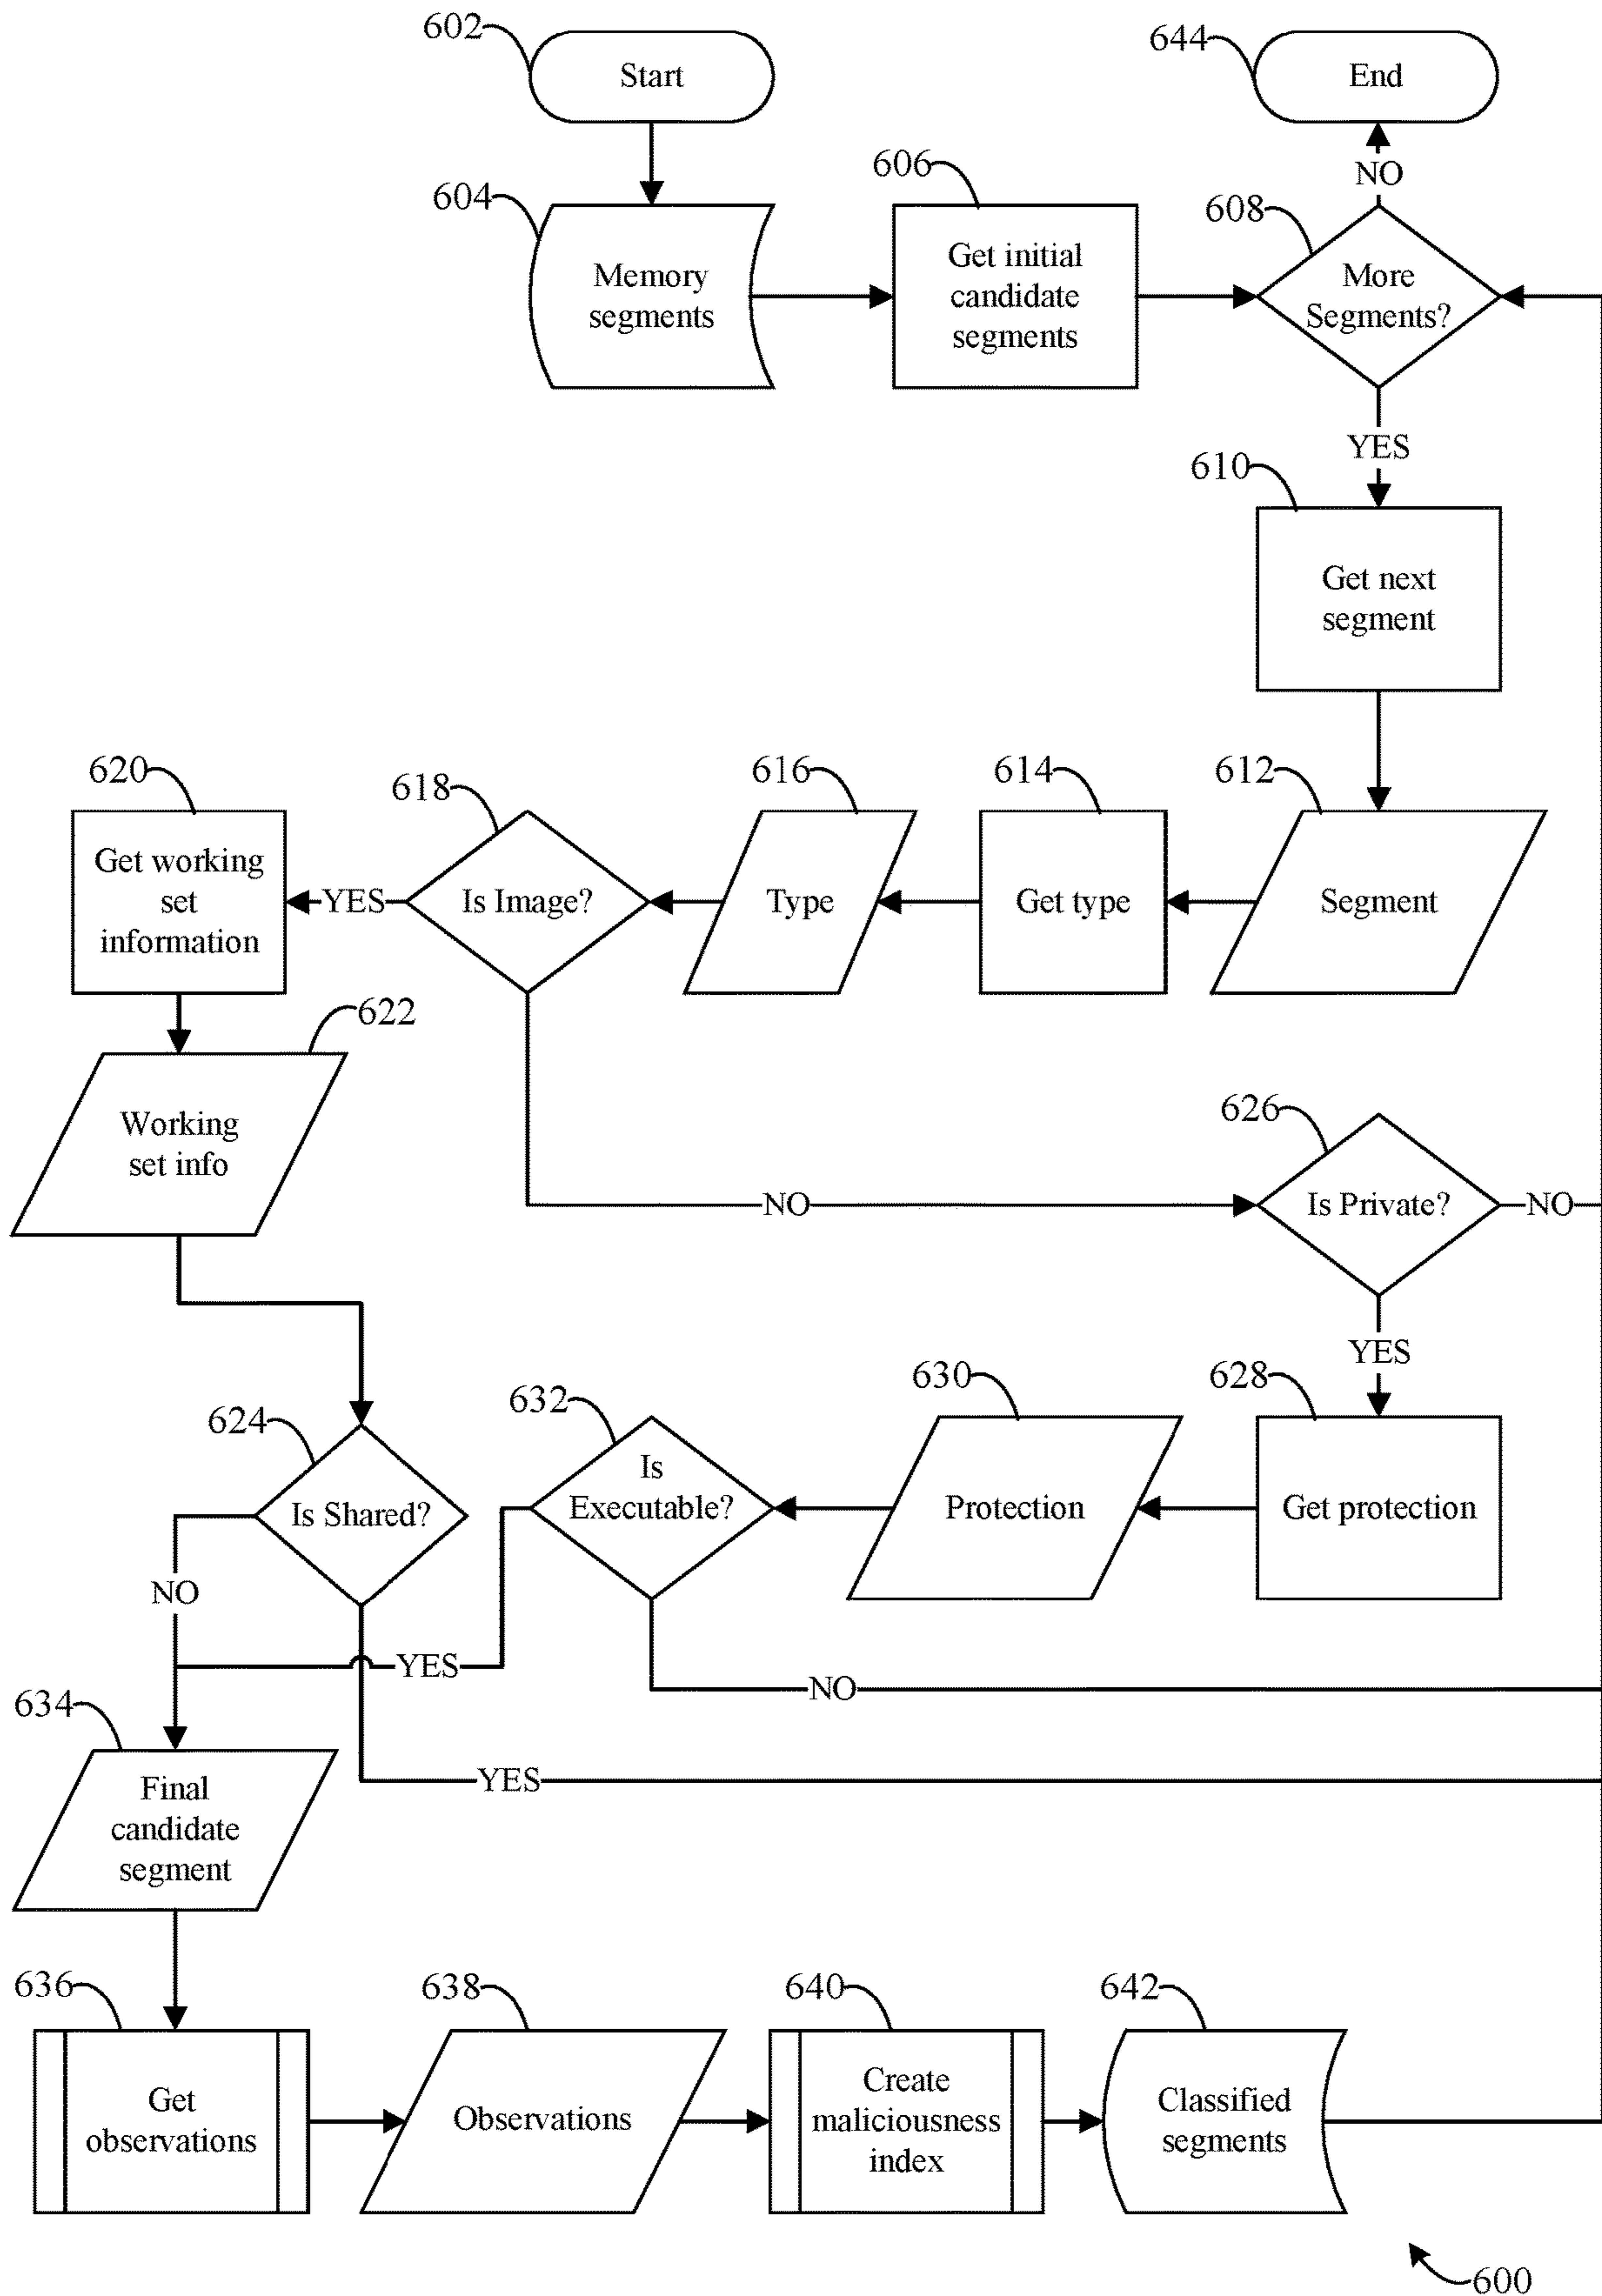 602
Start
644
End
604
Memory
segments
606
Get initial
candidate
segments
NO
608
More
Segments?
YES
610
Get next
segment
620
Get working
set
information
618
Is Image?
YES
616
Type
614
Get type
612
Segment
622
Working
set info
NO
626
Is Private?
NO
YES
624
Is Shared?
NO
632
Is
Executable?
630
Protection
628
Get protection
YES
NO
YES
634
Final
candidate
segment
636
Get
observations
638
Observations
640
Create
maliciousness
index
642
Classified
segments
600